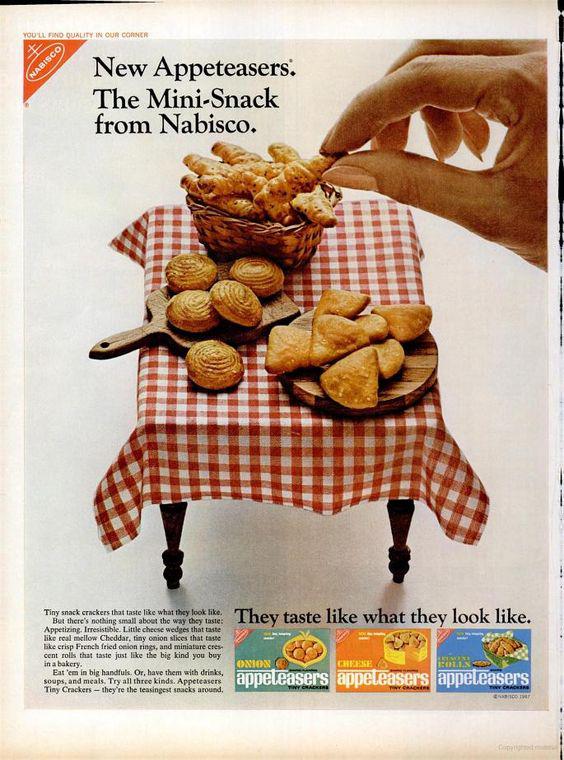 YOU'LL FIND QUALITY IN OUR CORNER
NABISCO
New Appeteasers®.
The Mini-Snack
from Nabisco.
Tiny snack crackers that taste like what they look like.
But there's nothing small about the way they taste:
Appetizing. Irresistible. Little cheese wedges that taste
like real mellow Cheddar, tiny onion slices that taste
like crisp French fried onion rings, and miniature cres-
cent rolls that taste just like the big kind you buy
in a bakery.
Eat 'em in big handfuls. Or, have them with drinks,
soups, and meals. Try all three kinds. Appeteasers
Tiny Crackers — they're the teasingest snacks around.
They taste like what they look like.
ONION
appeteasers
TINY CRACKERS
CHEESE
appeteasers
TINY CRACKERS
CRESCENT
ROLLS
appeteasers
TINY CRACKERS
©NABISCO 1967
Copyrighted material